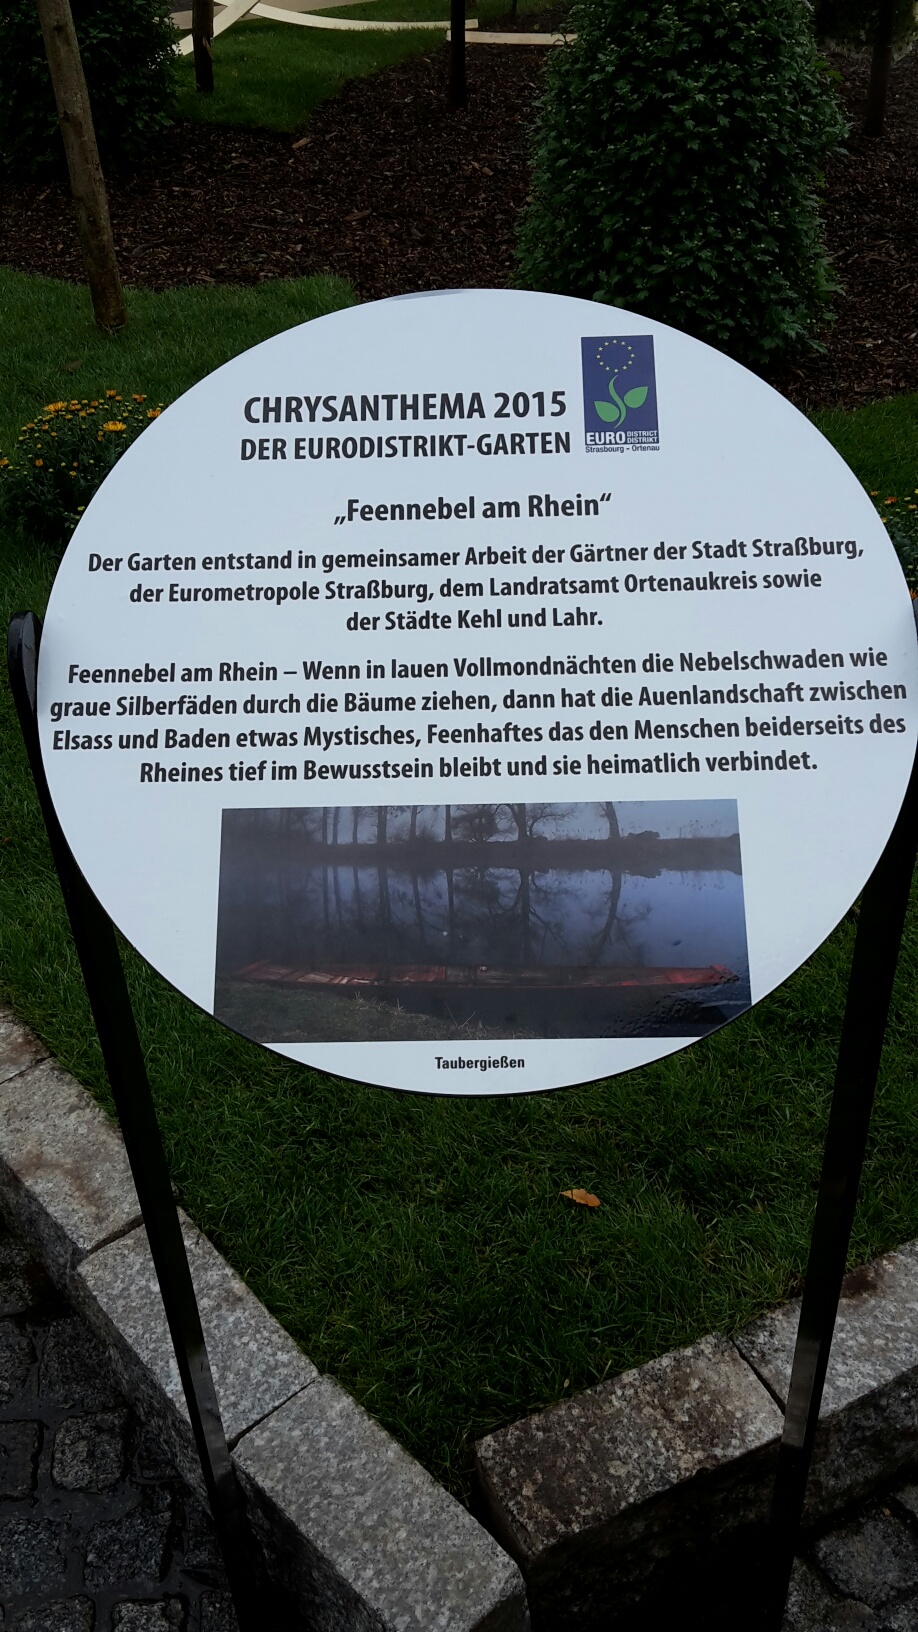 CHRYSANTHEMA 2015
DER EURODISTRIKT-GARTEN
EURO DISTRICT
DISTRIKT
Strasbourg - Ortenau
„Feennebel am Rhein“
Der Garten entstand in gemeinsamer Arbeit der Gärtner der Stadt Straßburg,
der Eurometropole Straßburg, dem Landratsamt Ortenaukreis sowie
der Städte Kehl und Lahr.
Feennebel am Rhein – Wenn in lauen Vollmondnächten die Nebelschwaden wie
graue Silberfäden durch die Bäume ziehen, dann hat die Auenlandschaft zwischen
Elsass und Baden etwas Mystisches, Feenhaftes das den Menschen beiderseits des
Rheines tief im Bewusstsein bleibt und sie heimatlich verbindet.
Taubergießen